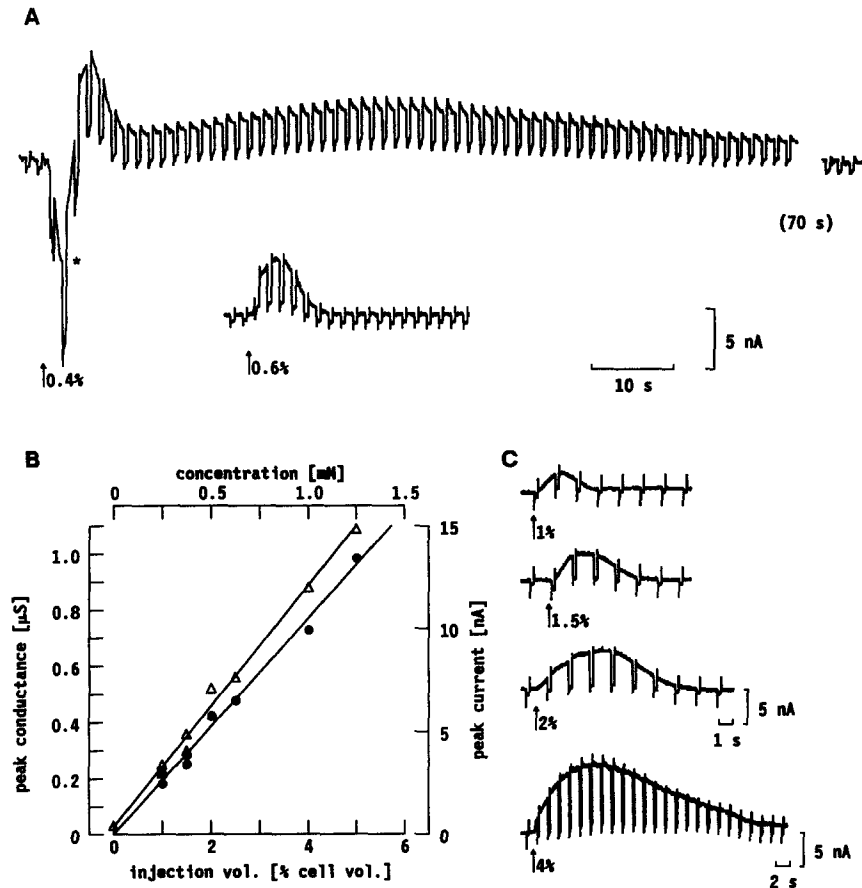 A
*
(70 s)
↑0.4%
↑0.6%
5 nA
10 s
B
concentration [mM]
0 0.5 1.0 1.5
peak conductance [µS]
1.0
0.8
0.6
0.4
0.2
0
15
10
5
0
peak current [nA]
0 2 4 6
injection vol. [% cell vol.]
C
↑1%
↑1.5%
↑2%
5 nA
1 s
↑4%
5 nA
2 s